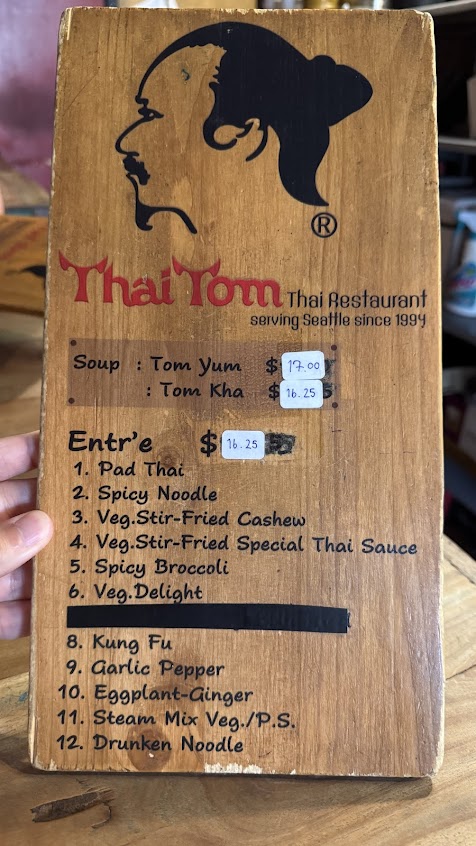 ®
Thai Tom Thai Restaurant
serving Seattle since 1994
Soup : Tom Yum $ 17.00
: Tom Kha $ 16.25
Entr'e $ 16.25
1. Pad Thai
2. Spicy Noodle
3. Veg.Stir-Fried Cashew
4. Veg.Stir-Fried Special Thai Sauce
5. Spicy Broccoli
6. Veg.Delight
8. Kung Fu
9. Garlic Pepper
10. Eggplant-Ginger
11. Steam Mix Veg./P.S.
12. Drunken Noodle